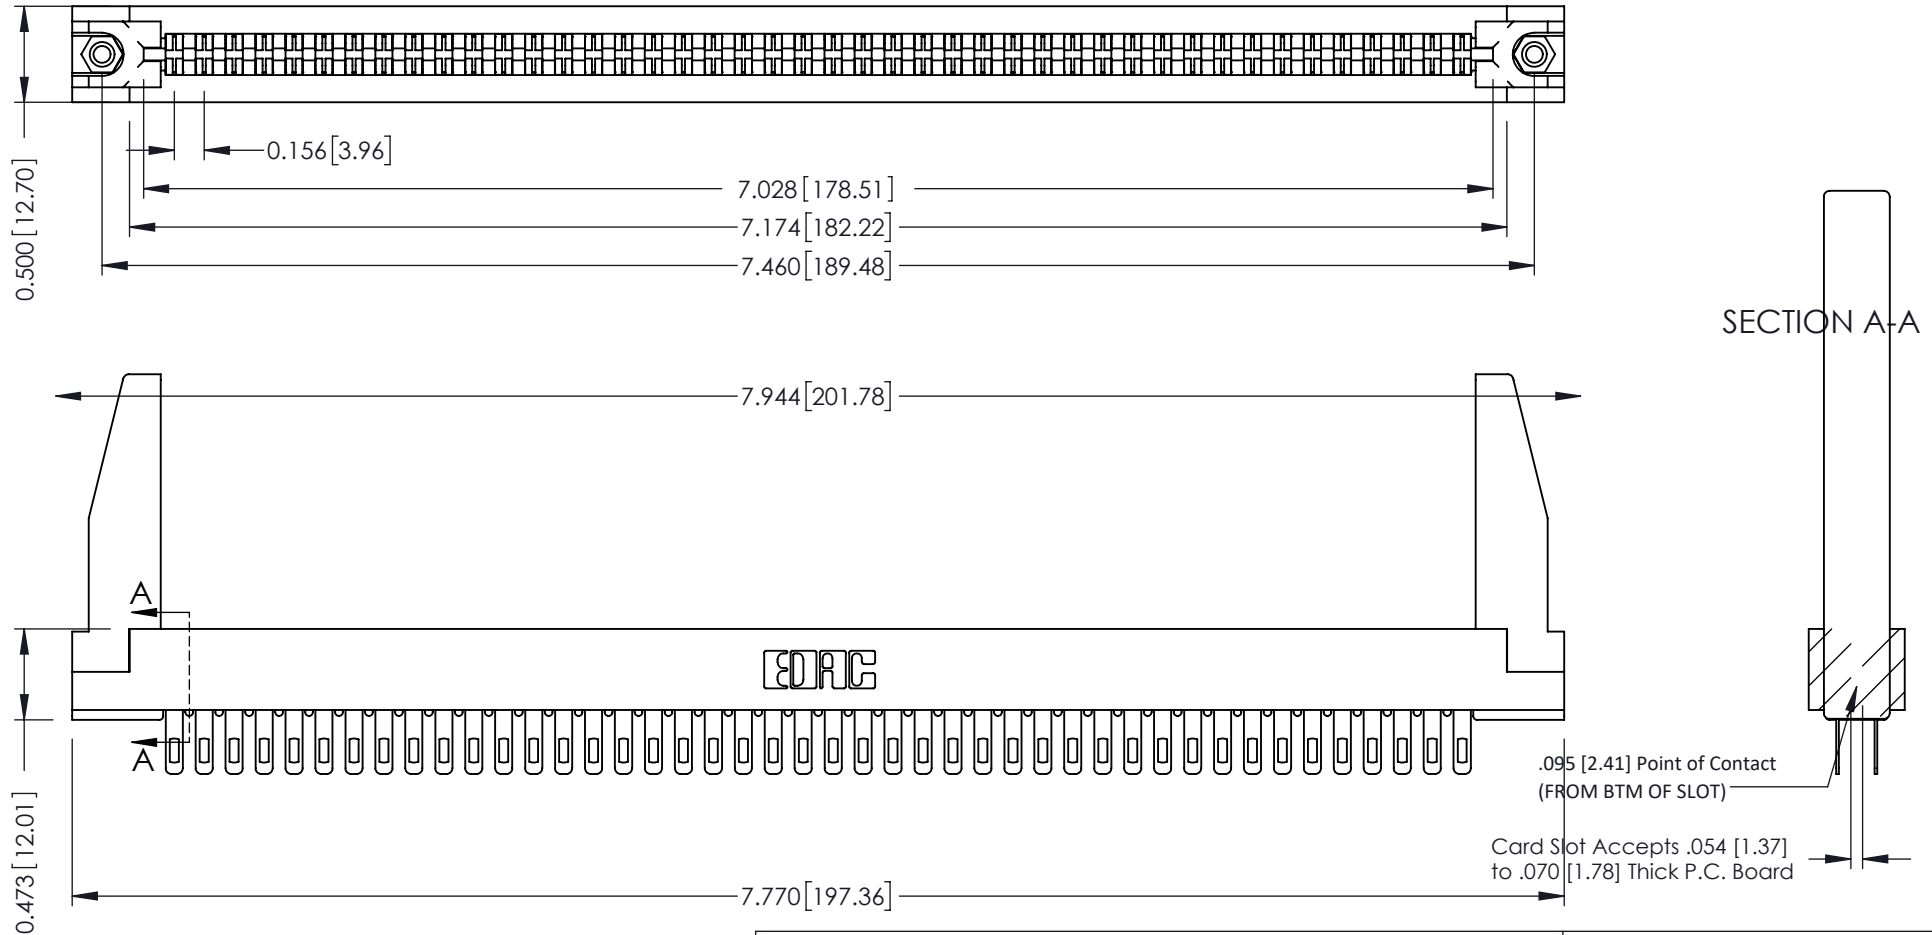 0.500 [12.70]
0.156 [3.96]
7.028 [178.51]
7.174 [182.22]
7.460 [189.48]
SECTION A-A
7.944 [201.78]
A
EDAC
A
0.473 [12.01]
.095 [2.41] Point of Contact
(FROM BTM OF SLOT)
Card Slot Accepts .054 [1.37]
to .070 [1.78] Thick P.C. Board
7.770 [197.36]